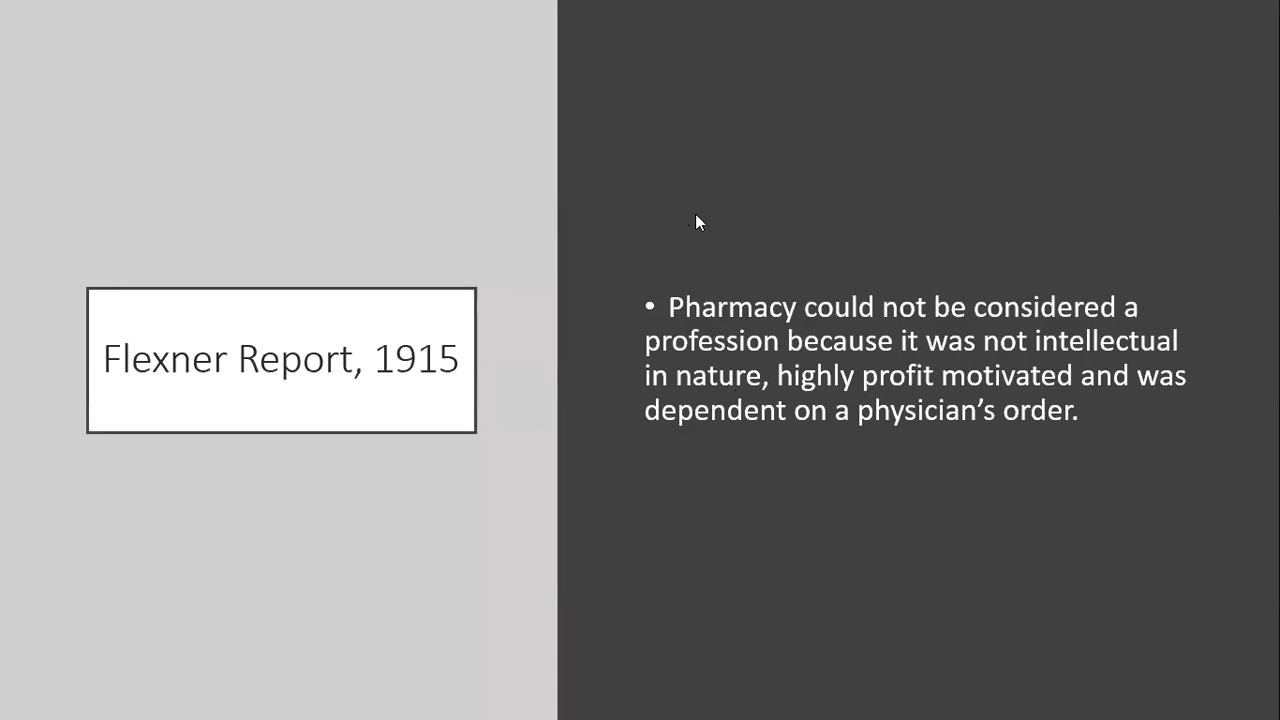 Flexner Report, 1915
• Pharmacy could not be considered a
profession because it was not intellectual
in nature, highly profit motivated and was
dependent on a physician’s order.